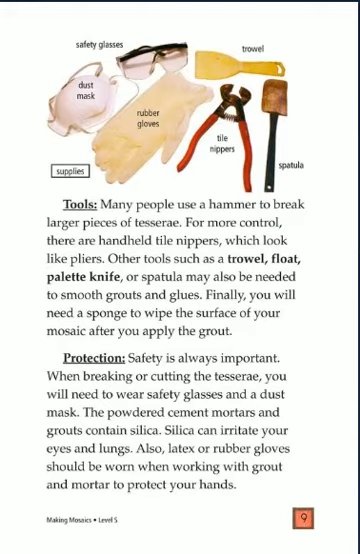 safety glasses
trowel
dust
mask
rubber
gloves
tile
nippers
spatula
supplies
Tools: Many people use a hammer to break
larger pieces of tesserae. For more control,
there are handheld tile nippers, which look
like pliers. Other tools such as a trowel, float,
palette knife, or spatula may also be needed
to smooth grouts and glues. Finally, you will
need a sponge to wipe the surface of your
mosaic after you apply the grout.
Protection: Safety is always important.
When breaking or cutting the tesserae, you
will need to wear safety glasses and a dust
mask. The powdered cement mortars and
grouts contain silica. Silica can irritate your
eyes and lungs. Also, latex or rubber gloves
should be worn when working with grout
and mortar to protect your hands.
Making Mosaics • Level S
9